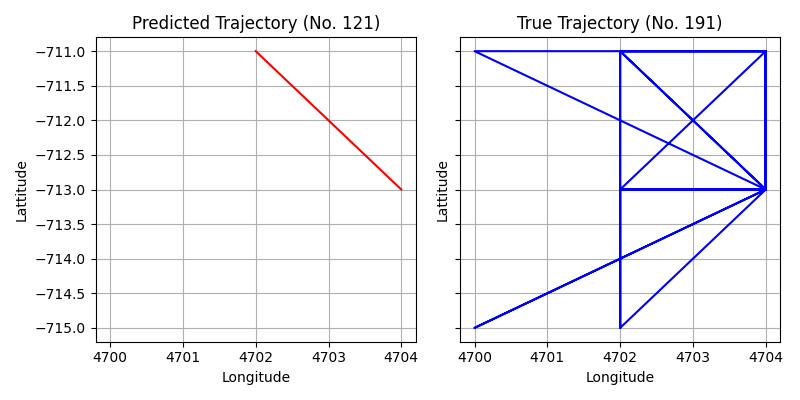 Predicted Trajectory (No. 121)
−711.0
−711.5
−712.0
−712.5
−713.0
−713.5
−714.0
−714.5
−715.0
Lattitude
4700 4701 4702 4703 4704
Longitude
True Trajectory (No. 191)
Lattitude
4700 4701 4702 4703 4704
Longitude